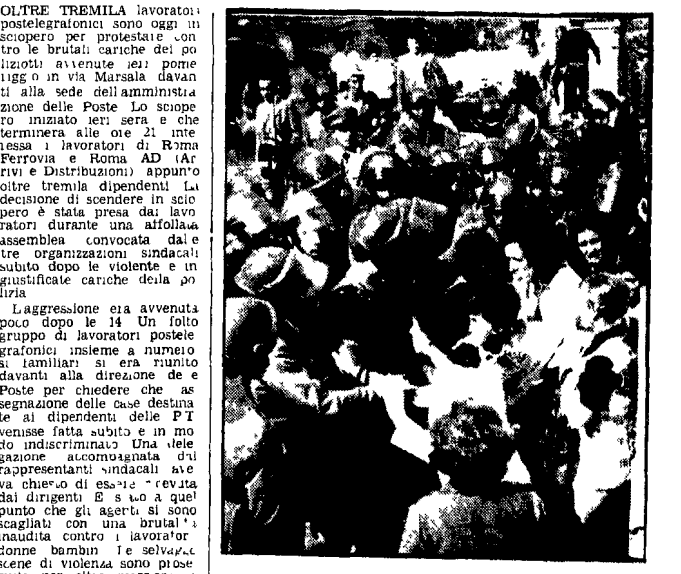 OLTRE TREMILA lavoratori
postelegrafonici sono oggi in
sciopero per protestare con
tro le brutali cariche dei po
liziotti avvenute ieri pome
riggio in via Marsala davan
ti alla sede dell amministra
zione delle Poste Lo sciope
ro iniziato ieri sera e che
terminera alle ore 21 inte
ressa i lavoratori di Roma
Ferrovia e Roma AD (Ar
rivi e Distribuzioni) appunto
oltre tremila dipendenti La
decisione di scendere in scio
pero è stata presa dai lavo
ratori durante una affollata
assemblea convocata dalle
tre organizzazioni sindacali
subito dopo le violente e in
giustificate cariche della po
lizia
L aggressione era avvenuta
poco dopo le 14 Un folto
gruppo di lavoratori postele
grafonici insieme a numero
si familiari si era riunito
davanti alla direzione de e
Poste per chiedere che as
segnazione delle case destina
te ai dipendenti delle PT
venisse fatta subito e in mo
do indiscriminato Una dele
gazione accompagnata dai
rappresentanti sindacali ave
va chiesto di essere ricevuta
dai dirigenti E a quel
punto che gli agenti si sono
scagliati con una brutalità
inaudita contro i lavorator
donne bambin le selvagge
scene di violenza sono prose